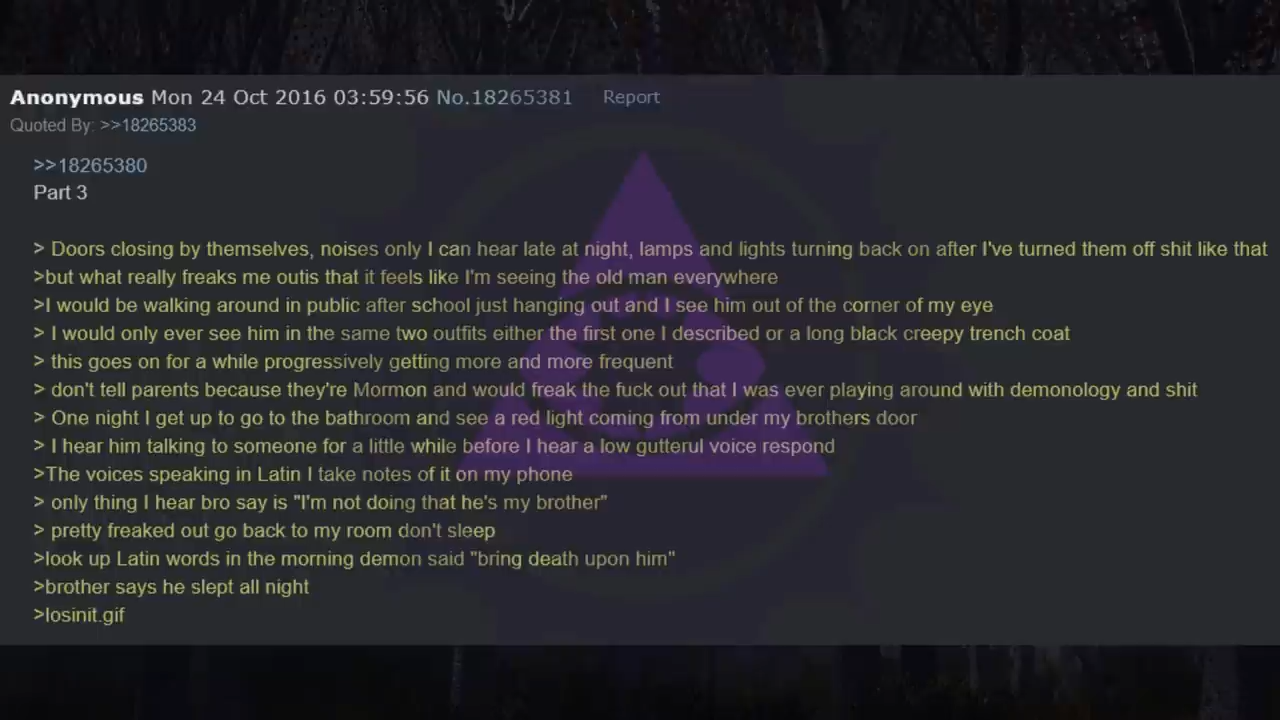 Anonymous Mon 24 Oct 2016 03:59:56 No.18265381 Report
Quoted By: >>18265383
>>18265380
Part 3
> Doors closing by themselves, noises only I can hear late at night, lamps and lights turning back on after I've turned them off shit like that
>but what really freaks me outis that it feels like I'm seeing the old man everywhere
>I would be walking around in public after school just hanging out and I see him out of the corner of my eye
> I would only ever see him in the same two outfits either the first one I described or a long black creepy trench coat
> this goes on for a while progressively getting more and more frequent
> don't tell parents because they're Mormon and would freak the fuck out that I was ever playing around with demonology and shit
> One night I get up to go to the bathroom and see a red light coming from under my brothers door
> I hear him talking to someone for a little while before I hear a low gutterul voice respond
>The voices speaking in Latin I take notes of it on my phone
> only thing I hear bro say is "I'm not doing that he's my brother"
> pretty freaked out go back to my room don't sleep
>look up Latin words in the morning demon said "bring death upon him"
>brother says he slept all night
>losinit.gif